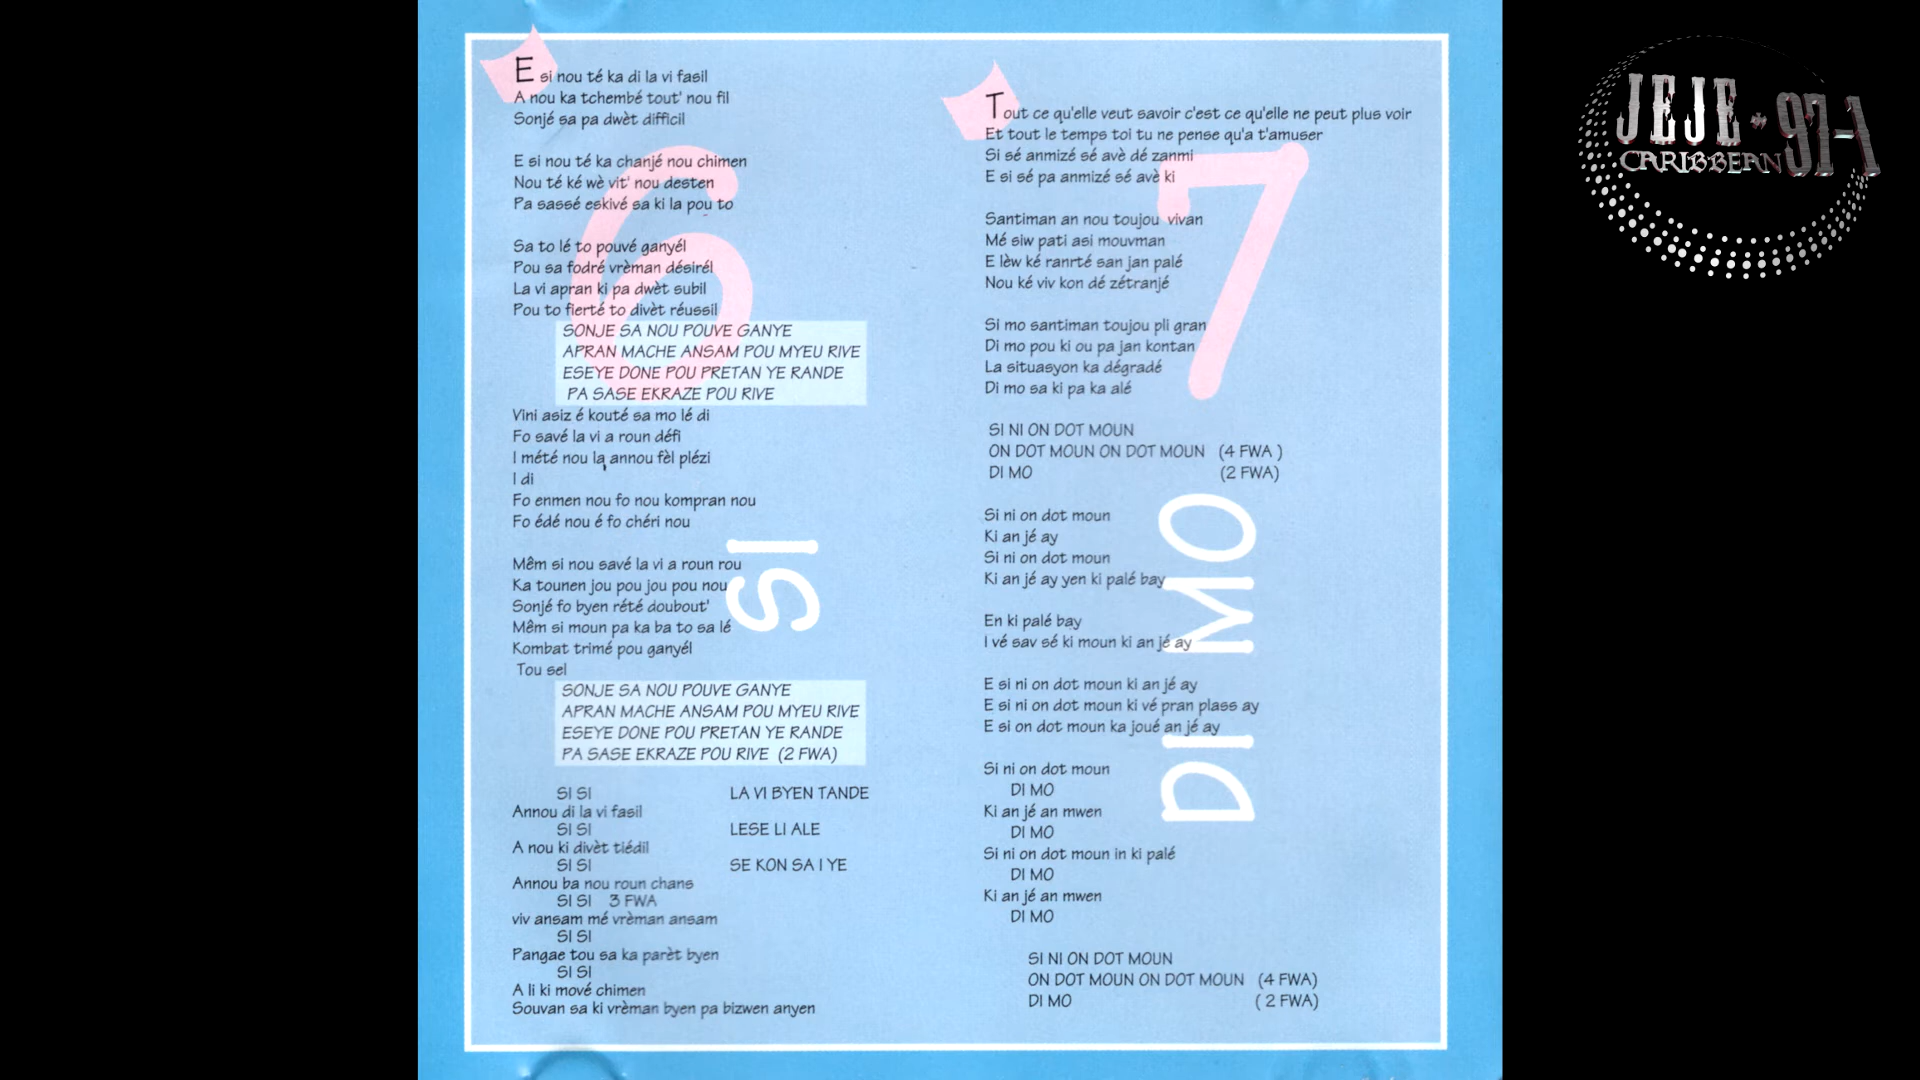 E si nou té ka di la vi fasil
A nou ka tchembé tout' nou fil
Sonjé sa pa dwèt difficil
E si nou té ka chanjé nou chimen
Nou té ké wè vit' nou desten
Pa sassé eskivé sa ki la pou to
Sa to lé to pouvé ganyél
Pou sa fodré vrèman désirél
La vi apran ki pa dwèt subil
Pou to fierté to divèt réussil
SONJE SA NOU POUVE GANYE
APRAN MACHE ANSAM POU MYEU RIVE
ESEYE DONE POU PRETAN YE RANDE
PA SASE EKRAZE POU RIVE
Vini asiz é kouté sa mo lé di
Fo savé la vi a roun défi
I mété nou la annou fèl plézi
I di
Fo enmen nou fo nou kompran nou
Fo édé nou é fo chéri nou
Mêm si nou savé la vi a roun rou
Ka tounen jou pou jou pou nou
Sonjé fo byen rété doubout'
Mêm si moun pa ka ba to sa lé
Kombat trimé pou ganyél
Tou sel
SONJE SA NOU POUVE GANYE
APRAN MACHE ANSAM POU MYEU RIVE
ESEYE DONE POU PRETAN YE RANDE
PA SASE EKRAZE POU RIVE (2 FWA)
SI SI LA VI BYEN TANDE
Annou di la vi fasil
SI SI LESE LI ALE
A nou ki divèt tiédil
SI SI SE KON SA I YE
Annou ba nou roun chans
SI SI 3 FWA
viv ansam mé vrèman ansam
SI SI
Pangae tou sa ka parèt byen
SI SI
A li ki mové chimen
Souvan sa ki vrèman byen pa bizwen anyen
6
SI
Tout ce qu'elle veut savoir c'est ce qu'elle ne peut plus voir
Et tout le temps toi tu ne pense qu'a t'amuser
Si sé anmizé sé avè dé zanmi
E si sé pa anmizé sé avè ki
Santiman an nou toujou vivan
Mé siw pati asi mouvman
E lèw ké ranrté san jan palé
Nou ké viv kon dé zétranjé
Si mo santiman toujou pli gran
Di mo pou ki ou pa jan kontan
La situasyon ka dégradé
Di mo sa ki pa ka alé
SI NI ON DOT MOUN
ON DOT MOUN ON DOT MOUN (4 FWA )
DI MO (2 FWA)
Si ni on dot moun
Ki an jé ay
Si ni on dot moun
Ki an jé ay yen ki palé bay
En ki palé bay
I vé sav sé ki moun ki an jé ay
E si ni on dot moun ki an jé ay
E si ni on dot moun ki vé pran plass ay
E si on dot moun ka joué an jé ay
Si ni on dot moun
DI MO
Ki an jé an mwen
DI MO
Si ni on dot moun in ki palé
DI MO
Ki an jé an mwen
DI MO
SI NI ON DOT MOUN
ON DOT MOUN ON DOT MOUN (4 FWA)
DI MO ( 2 FWA)
7
DI MO
JEJE 97-1
CARIBBEAN